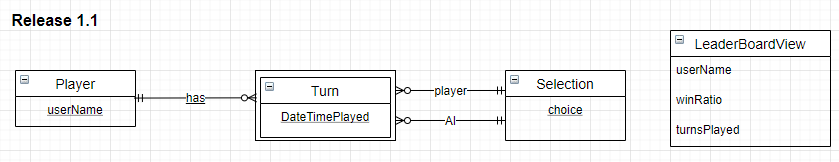 Release 1.1
Player
userName
has
Turn
DateTimePlayed
player
AI
Selection
choice
LeaderBoardView
userName
winRatio
turnsPlayed